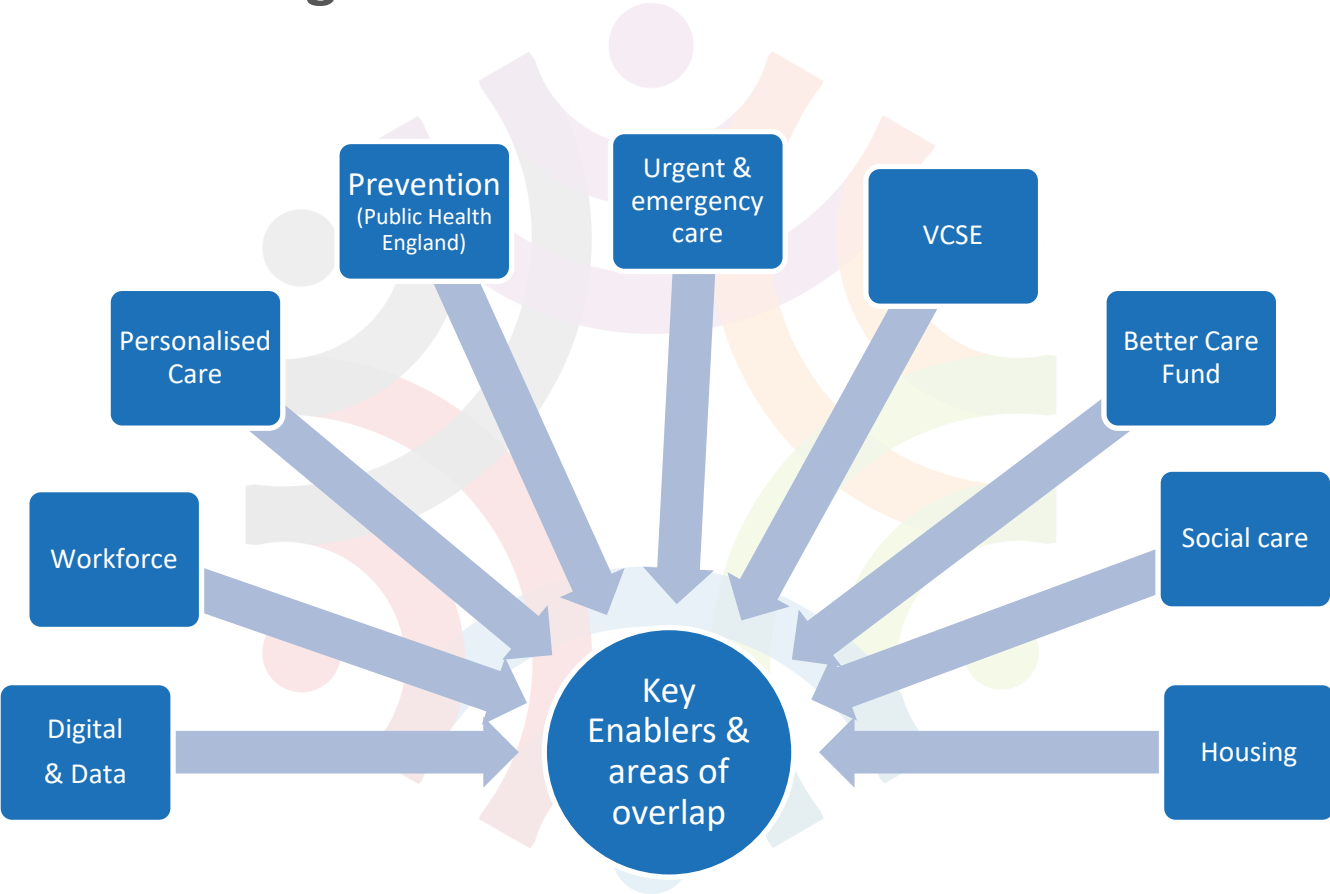 Prevention
(Public Health
England)
Urgent &
emergency
care
VCSE
Personalised
Care
Better Care
Fund
Workforce
Social care
Digital
& Data
Key
Enablers &
areas of
overlap
Housing